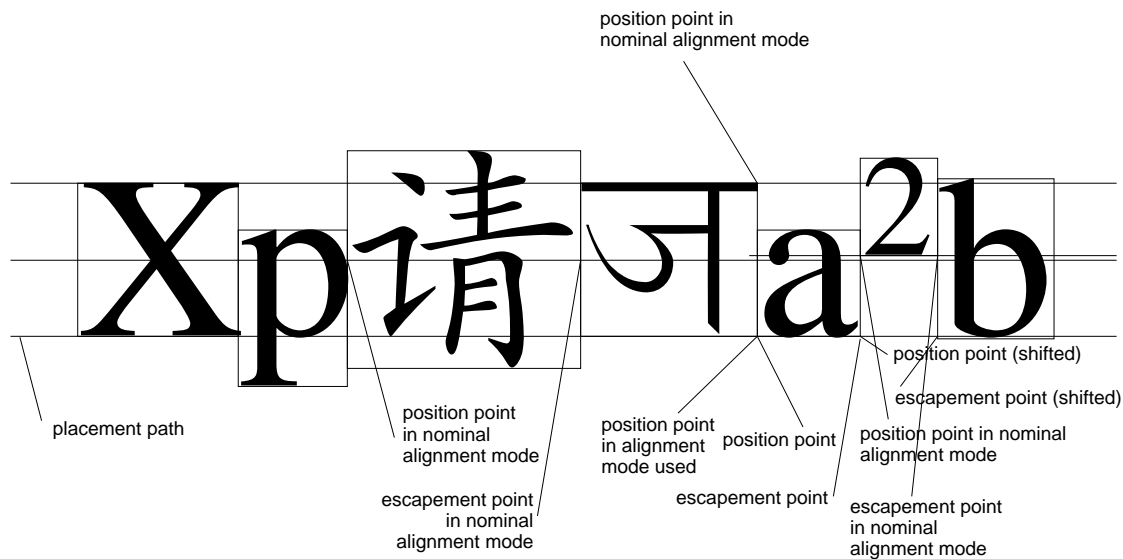 position point in
nominal alignment mode
Xp请ज a²b
position point (shifted)
escapement point (shifted)
placement path
position point
in nominal
alignment mode
position point
in alignment
mode used
position point
position point in nominal
alignment mode
escapement point
in nominal
alignment mode
escapement point
escapement point
in nominal
alignment mode